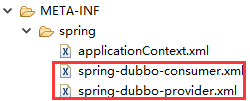 META-INF
spring
applicationContext.xml
spring-dubbo-consumer.xml
spring-dubbo-provider.xml